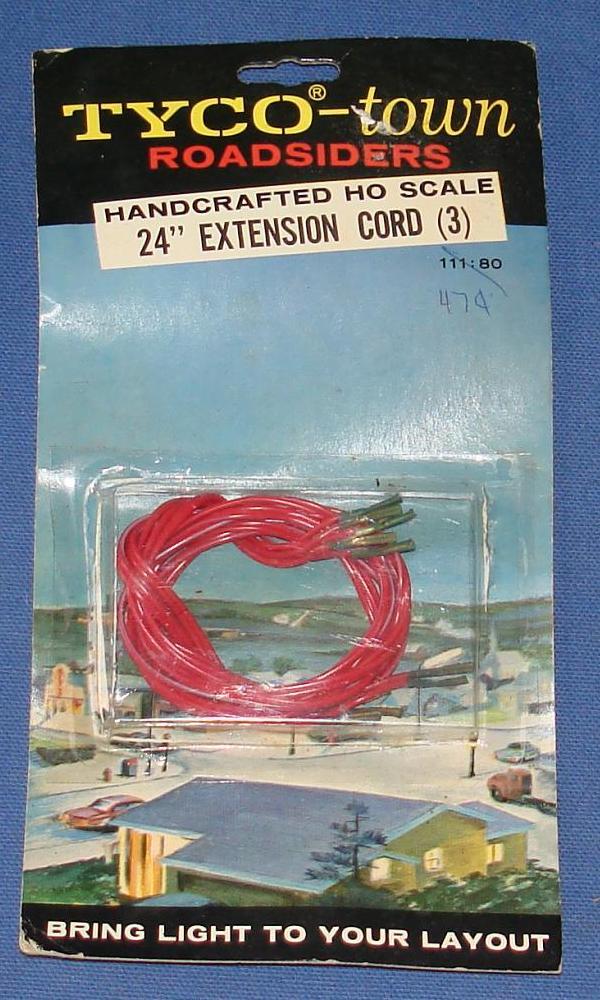 TYCO®-town
ROADSIDERS
HANDCRAFTED HO SCALE
24" EXTENSION CORD (3)
111:80
47¢
BRING LIGHT TO YOUR LAYOUT